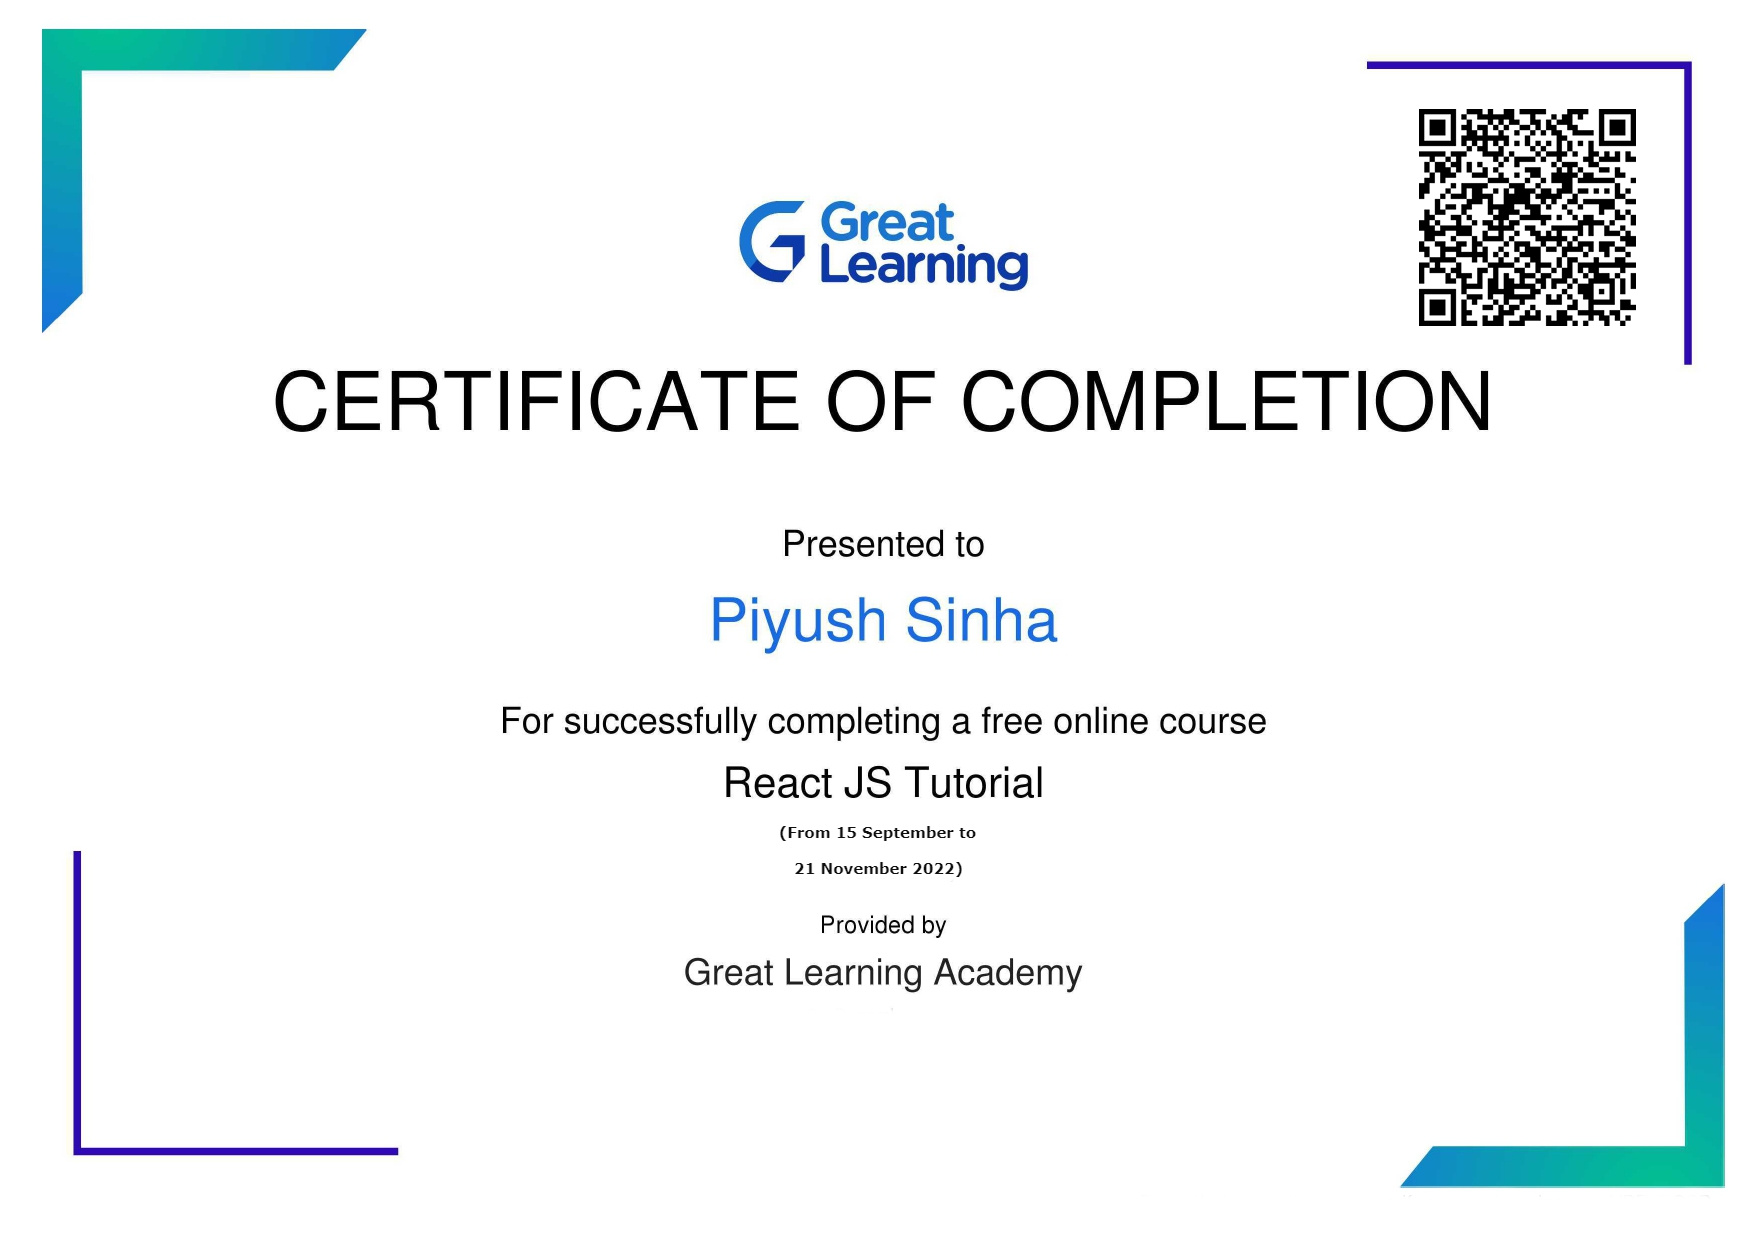 Great
Learning
CERTIFICATE OF COMPLETION
Presented to
Piyush Sinha
For successfully completing a free online course
React JS Tutorial
(From 15 September to
21 November 2022)
Provided by
Great Learning Academy